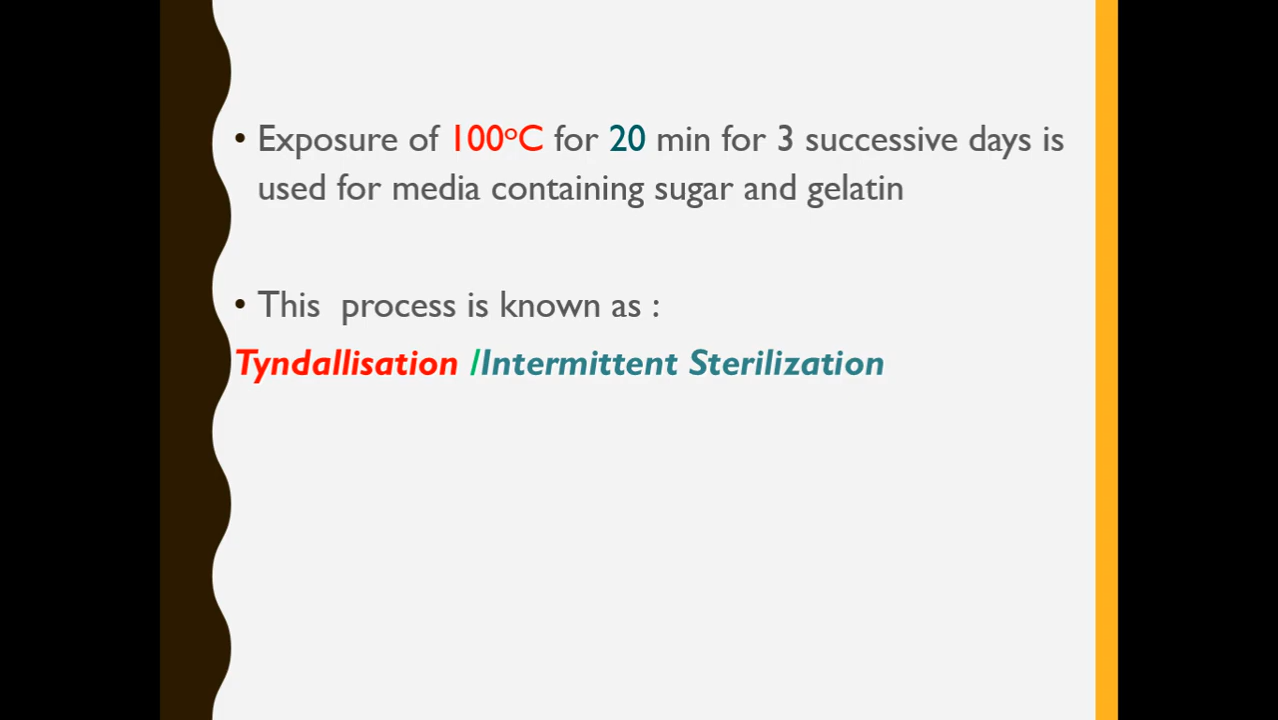 • Exposure of 100°C for 20 min for 3 successive days is
used for media containing sugar and gelatin
• This process is known as :
Tyndallisation /Intermittent Sterilization